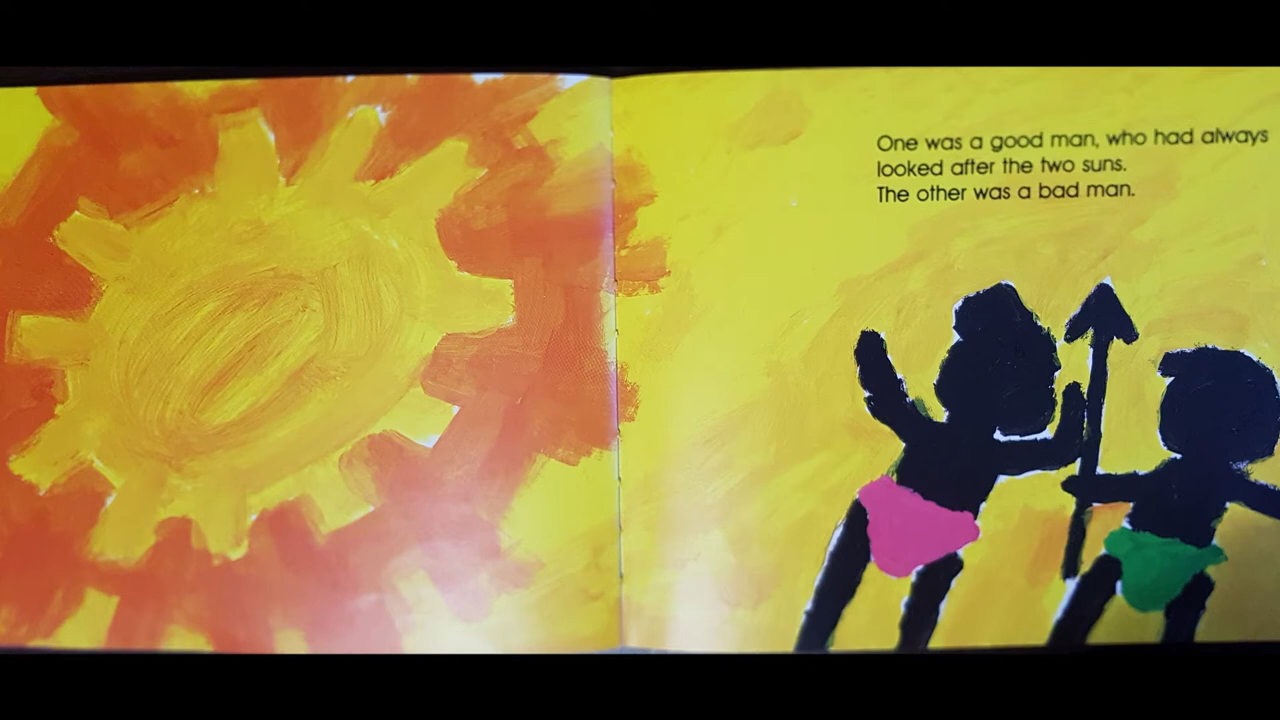 One was a good man, who had always
looked after the two suns.
The other was a bad man.